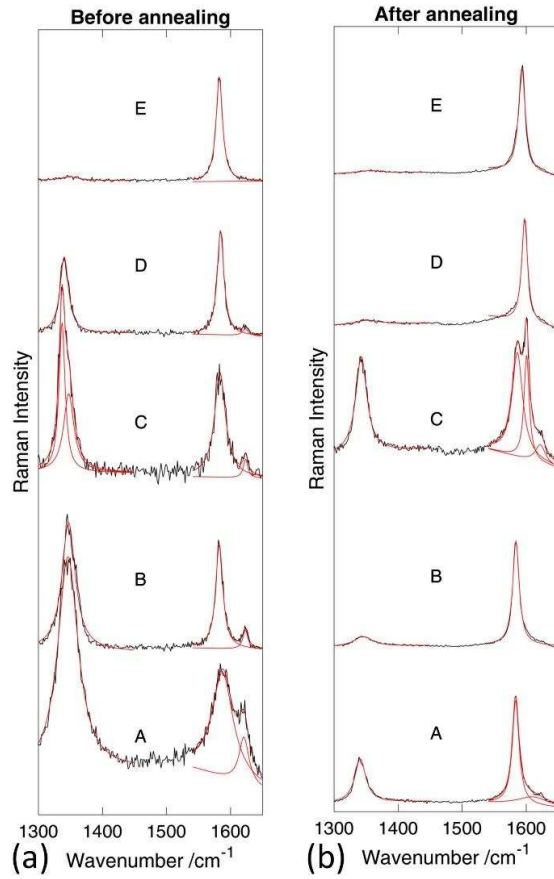 Before annealing
After annealing
E
D
C
B
A
E
D
C
B
A
Raman Intensity
Raman Intensity
1300 1400 1500 1600
1300 1400 1500 1600
(a) Wavenumber /cm-1
(b) Wavenumber /cm-1